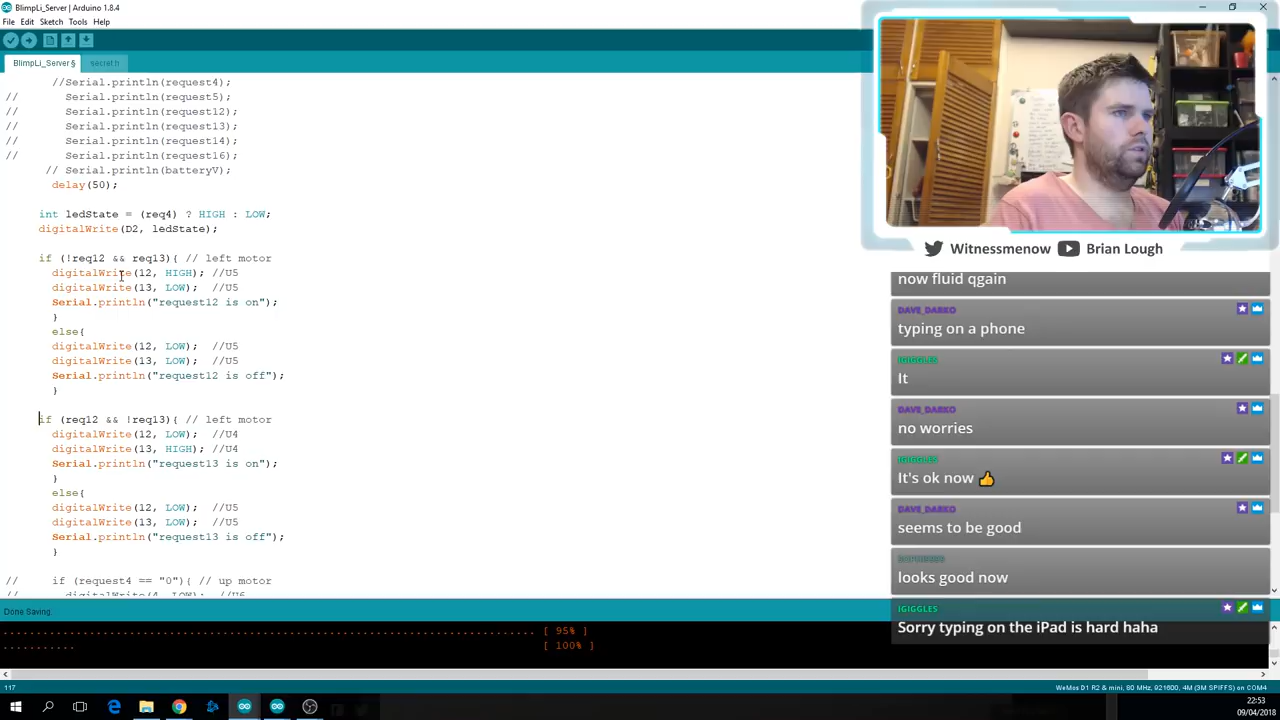 BlimpLi_Server | Arduino 1.8.4
File Edit Sketch Tools Help
BlimpLi_Server § secret.h
//Serial.println(request4);
// Serial.println(request5);
// Serial.println(request12);
// Serial.println(request13);
// Serial.println(request14);
// Serial.println(request16);
// Serial.println(batteryV);
delay(50);
int ledState = (req4) ? HIGH : LOW;
digitalWrite(D2, ledState);
if (!req12 && req13){ // left motor
digitalWrite(12, HIGH); //U5
digitalWrite(13, LOW); //U5
Serial.println("request12 is on");
}
else{
digitalWrite(12, LOW); //U5
digitalWrite(13, LOW); //U5
Serial.println("request12 is off");
}
if (req12 && !req13){ // left motor
digitalWrite(12, LOW); //U4
digitalWrite(13, HIGH); //U4
Serial.println("request13 is on");
}
else{
digitalWrite(12, LOW); //U5
digitalWrite(13, LOW); //U5
Serial.println("request13 is off");
}
// if (request4 == "0"){ // up motor
// digitalWrite(4, LOW); //U6
Done Saving.
[ 95% ]
[ 100% ]
117
WeMos D1 R2 & mini, 80 MHz, 921600, 4M (3M SPIFFS) on COM4
22:53
09/04/2018
Witnessmenow Brian Lough
now fluid qgain
DAVE_DARKO
typing on a phone
IGIGGLES
It
DAVE_DARKO
no worries
IGIGGLES
It's ok now 👍
DAVE_DARKO
seems to be good
looks good now
IGIGGLES
Sorry typing on the iPad is hard haha